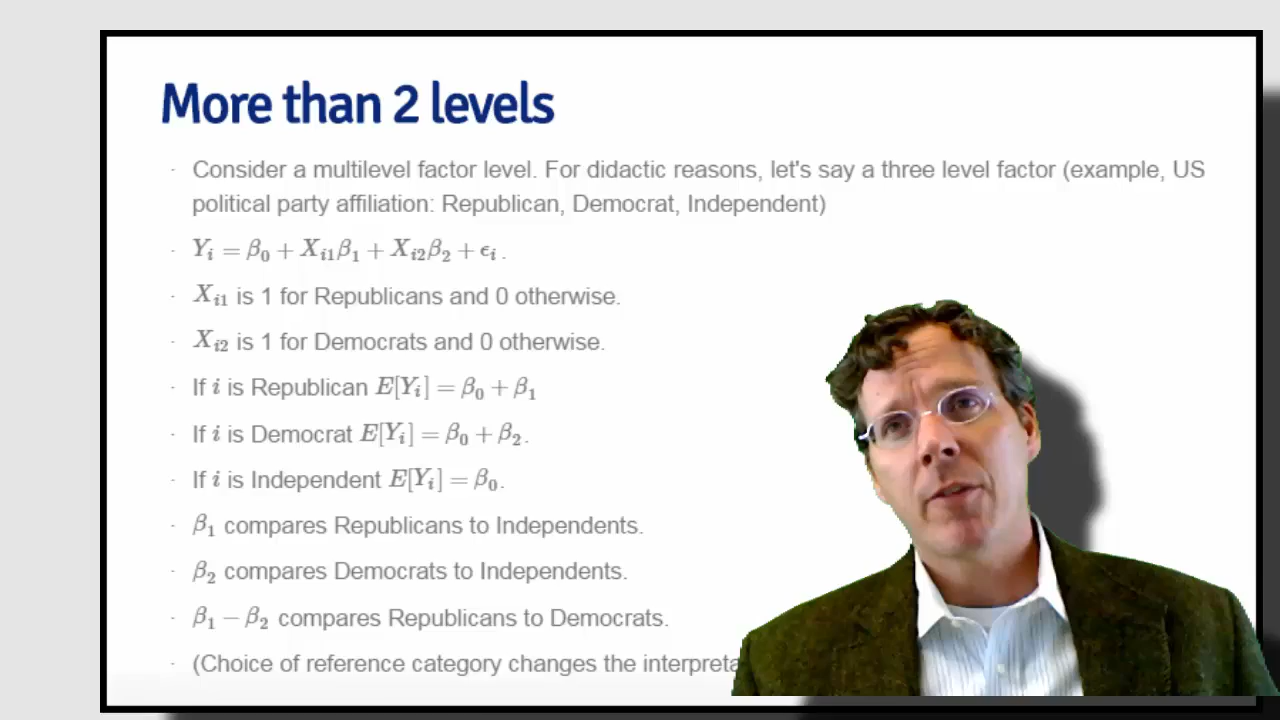 More than 2 levels
· Consider a multilevel factor level. For didactic reasons, let's say a three level factor (example, US
political party affiliation: Republican, Democrat, Independent)
· Yᵢ = β₀ + Xᵢ₁β₁ + Xᵢ₂β₂ + ϵᵢ.
· Xᵢ₁ is 1 for Republicans and 0 otherwise.
· Xᵢ₂ is 1 for Democrats and 0 otherwise.
· If i is Republican E[Yᵢ] = β₀ + β₁
· If i is Democrat E[Yᵢ] = β₀ + β₂.
· If i is Independent E[Yᵢ] = β₀.
· β₁ compares Republicans to Independents.
· β₂ compares Democrats to Independents.
· β₁ − β₂ compares Republicans to Democrats.
· (Choice of reference category changes the